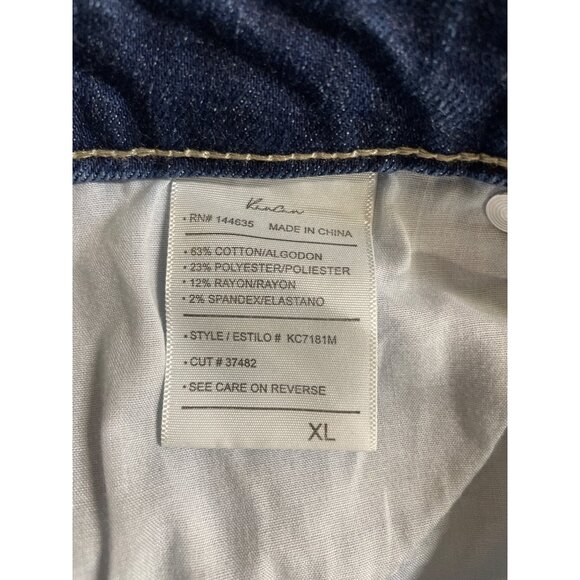 KanCan
• RN# 144635 MADE IN CHINA
• 63% COTTON/ALGODON
• 23% POLYESTER/POLIESTER
• 12% RAYON/RAYON
• 2% SPANDEX/ELASTANO
• STYLE / ESTILO # KC7181M
• CUT # 37482
• SEE CARE ON REVERSE
XL